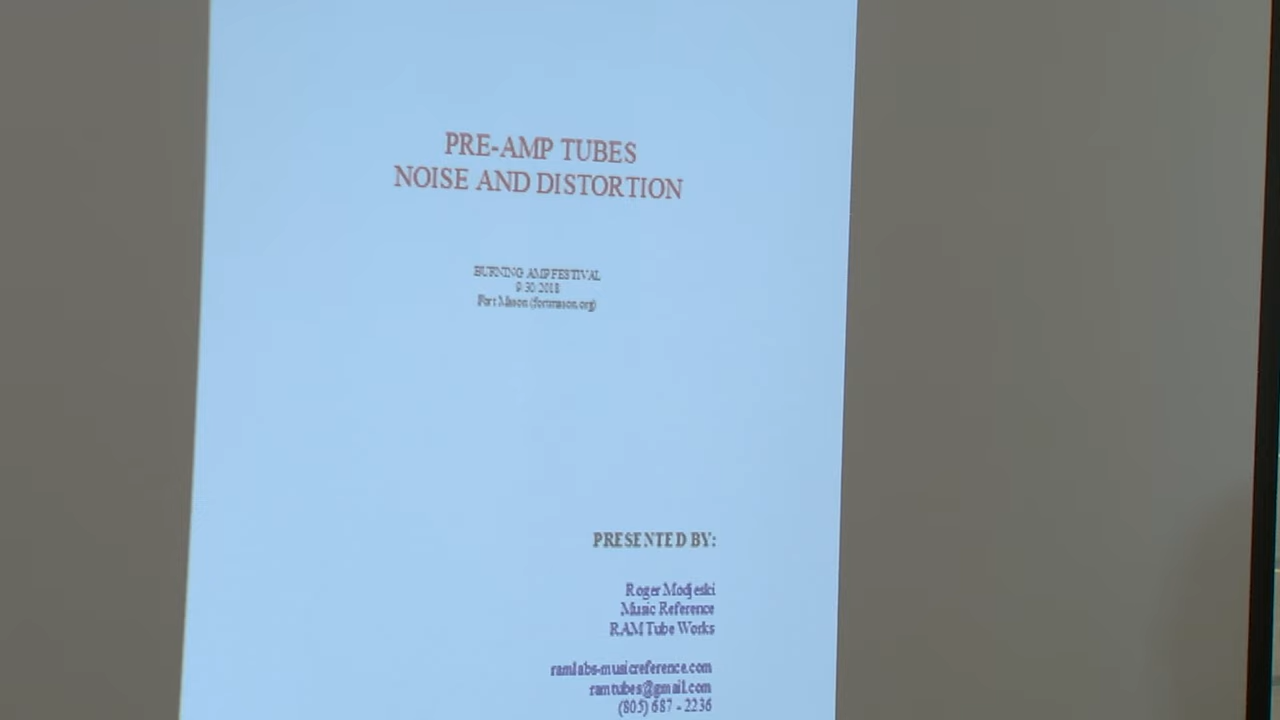 PRE-AMP TUBES
NOISE AND DISTORTION
BURNING AMP FESTIVAL
9 30 2018
Fort Mason (fortmason.org)
PRESENTED BY:
Roger Modjeski
Music Reference
RAM Tube Works
ramlabs-musicreference.com
ramtubes@gmail.com
(805) 687 - 2236